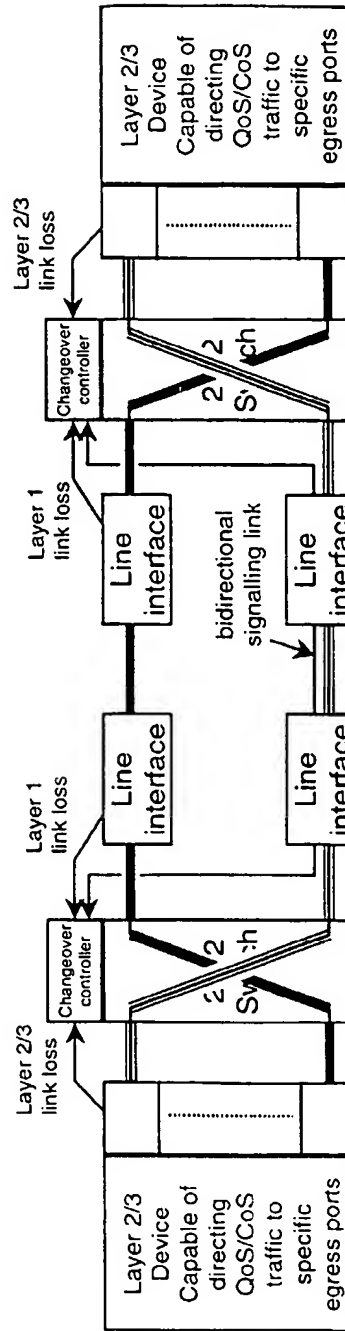 Layer 2/3
Device
Capable of
directing
QoS/CoS
traffic to
specific
egress ports
Layer 2/3
link loss
Changeover
controller
2 2
Layer 1
link loss
Line
interface
Line
interface
bidirectional
signalling link
Layer 1
link loss
Line
interface
Line
interface
Changeover
controller
2 2
Layer 2/3
link loss
Layer 2/3
Device
Capable of
directing
QoS/CoS
traffic to
specific
egress ports